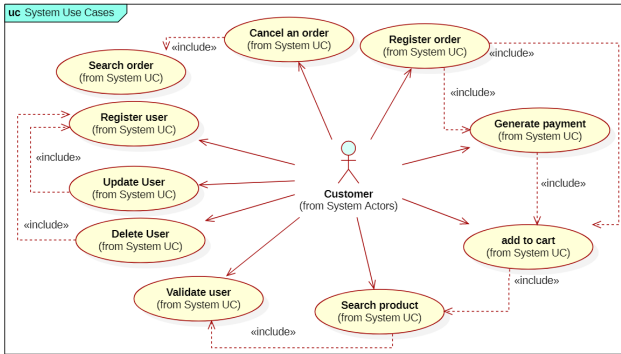 uc System Use Cases
Cancel an order
(from System UC)
Register order
(from System UC)
«include»
«include»
Search order
(from System UC)
«include»
Register user
(from System UC)
Generate payment
(from System UC)
«include»
«include»
Update User
(from System UC)
Customer
(from System Actors)
«include»
Delete User
(from System UC)
add to cart
(from System UC)
«include»
Validate user
(from System UC)
Search product
(from System UC)
«include»